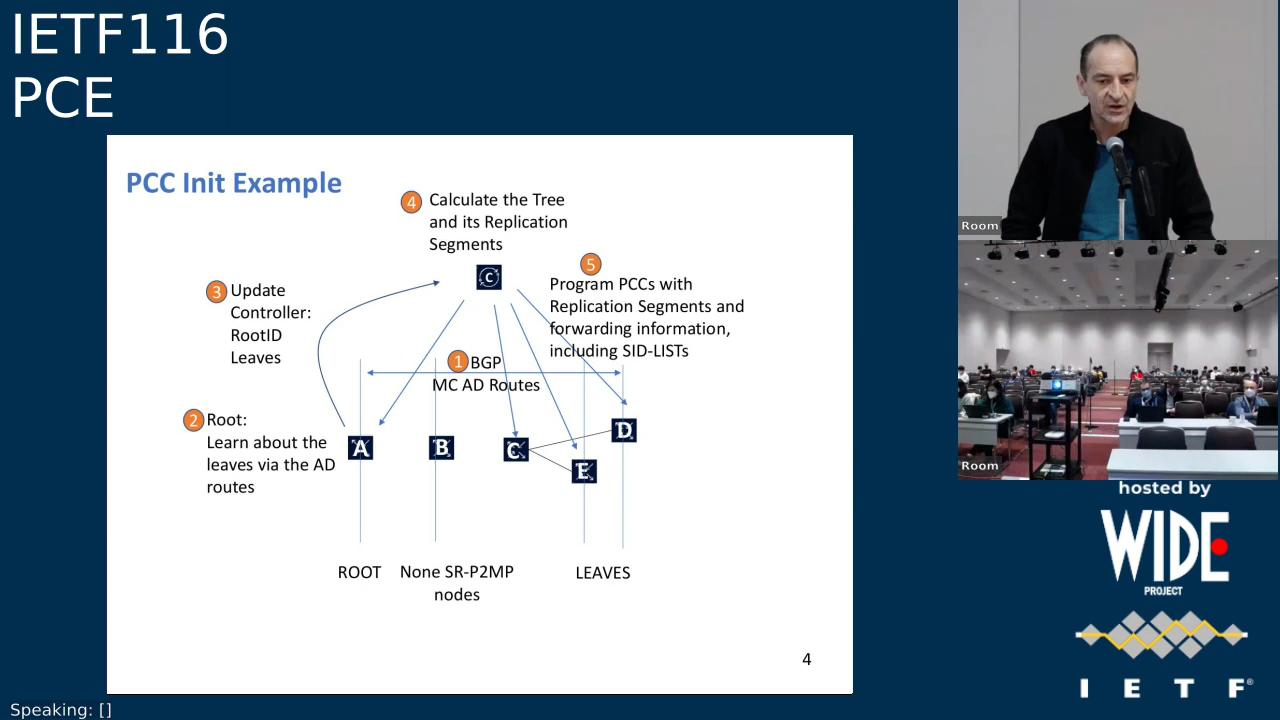 IETF116
PCE
PCC Init Example
4
Calculate the Tree
and its Replication
Segments
C
5
Program PCCs with
Replication Segments and
forwarding information,
including SID-LISTs
3
Update
Controller:
RootID
Leaves
1
BGP
MC AD Routes
2
Root:
Learn about the
leaves via the AD
routes
A
B
C
D
E
ROOT
None SR-P2MP
nodes
LEAVES
4
Room
Room
hosted by
WIDE
PROJECT
I E T F®
Speaking: []